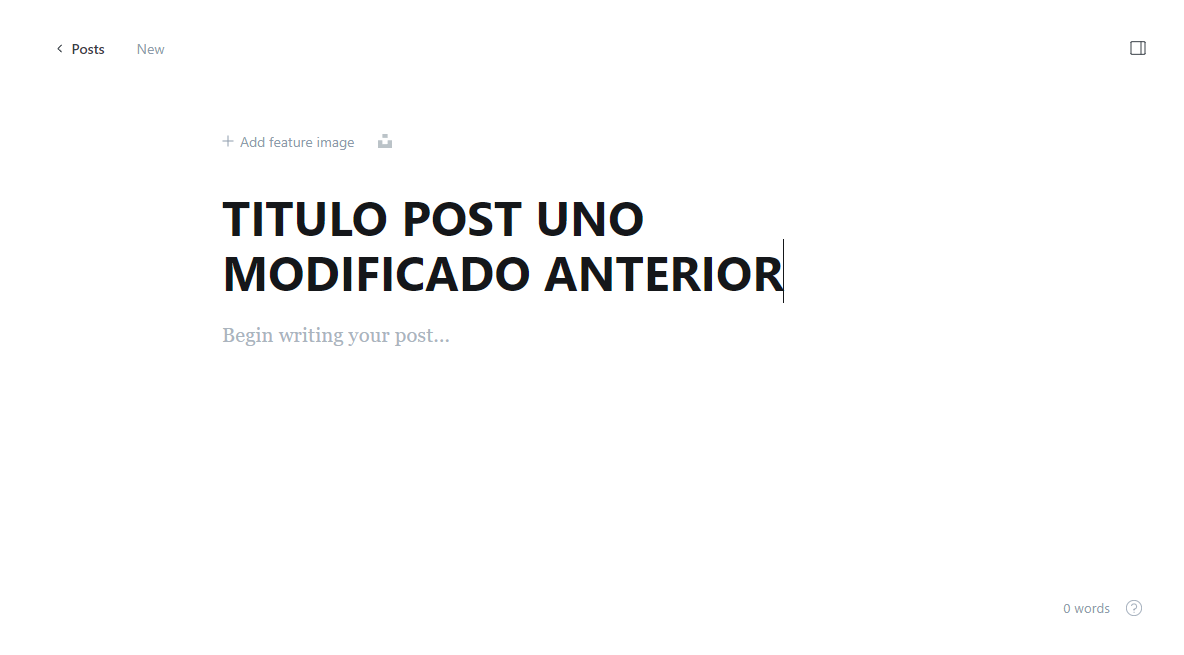 Posts New
Add feature image
TITULO POST UNO
MODIFICADO ANTERIOR
Begin writing your post...
0 words